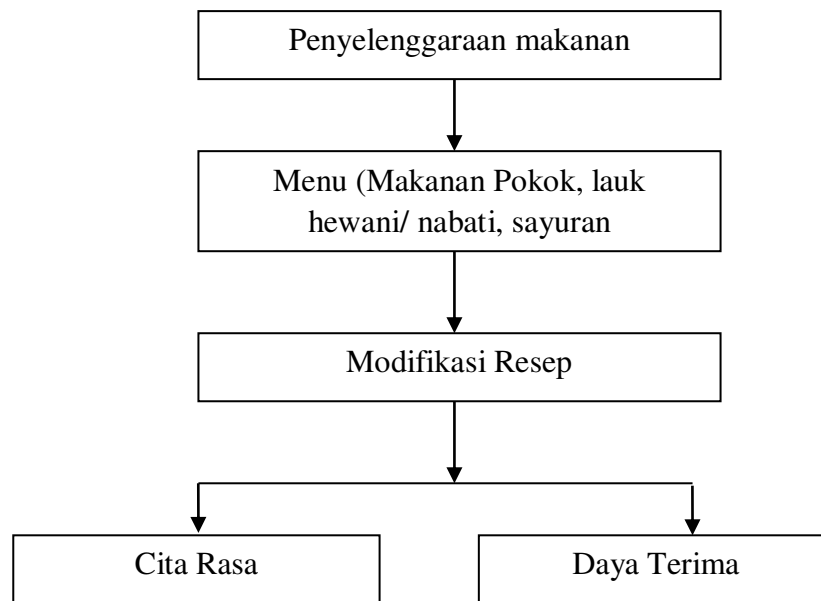 Penyelenggaraan makanan
Menu (Makanan Pokok, lauk
hewani/ nabati, sayuran
Modifikasi Resep
Cita Rasa
Daya Terima